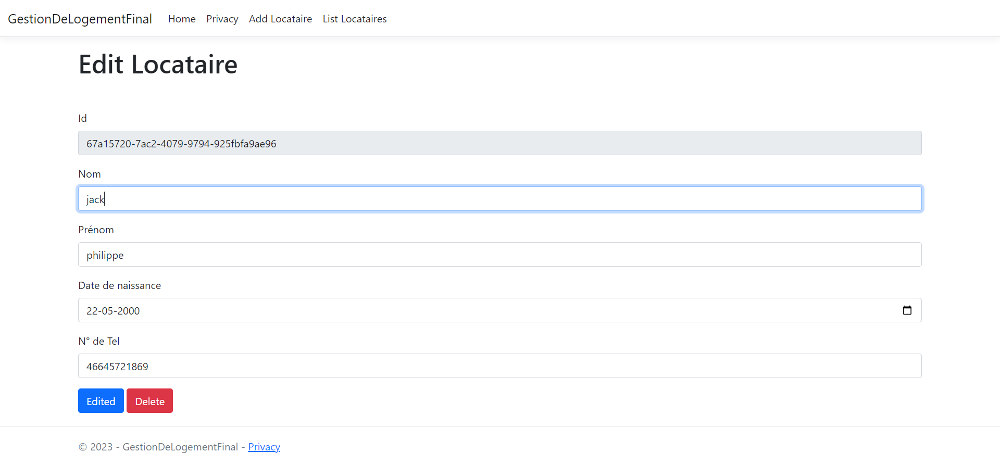 GestionDeLogementFinal Home Privacy Add Locataire List Locataires
Edit Locataire
Id
67a15720-7ac2-4079-9794-925fbfa9ae96
Nom
jack
Prénom
philippe
Date de naissance
22-05-2000
N° de Tel
46645721869
Edited Delete
© 2023 - GestionDeLogementFinal - Privacy